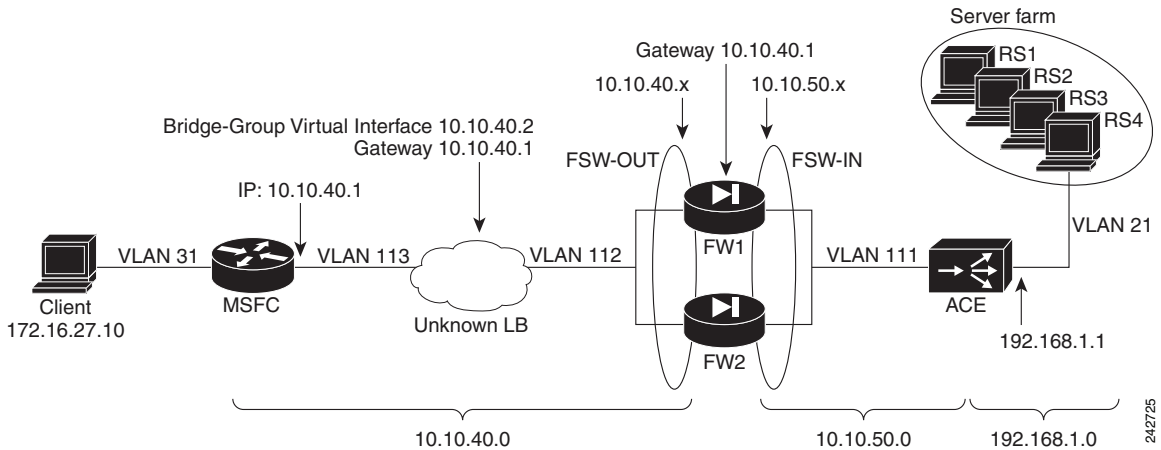 Server farm
Gateway 10.10.40.1
RS1
RS2
RS3
RS4
10.10.40.x
10.10.50.x
Bridge-Group Virtual Interface 10.10.40.2
Gateway 10.10.40.1
FSW-OUT
FSW-IN
IP: 10.10.40.1
VLAN 21
VLAN 31
VLAN 113
VLAN 112
FW1
VLAN 111
Client
172.16.27.10
MSFC
Unknown LB
ACE
FW2
192.168.1.1
10.10.40.0
10.10.50.0
192.168.1.0
242725